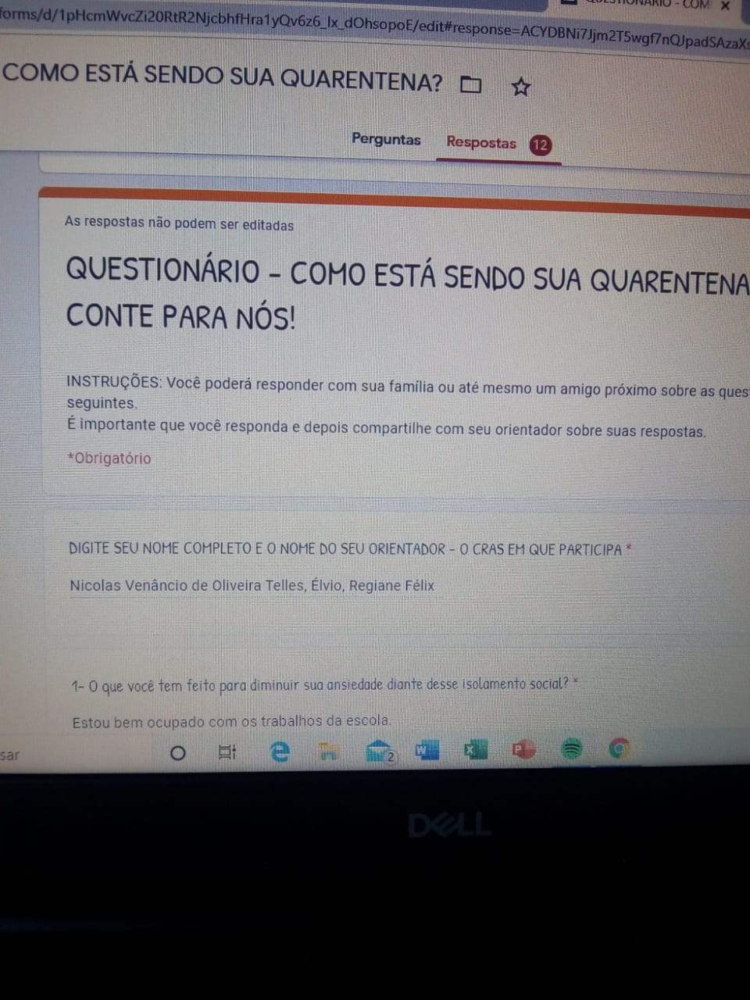 QUESTIONÁRIO - COM
forms/d/1pHcmWvcZi20RtR2NjcbhfHra1yQv6z6_Ix_dOhsopoE/edit#response=ACYDBNi7Jjm2T5wgf7nQJpadSAzaXs
COMO ESTÁ SENDO SUA QUARENTENA?
Perguntas Respostas 12
As respostas não podem ser editadas
QUESTIONÁRIO - COMO ESTÁ SENDO SUA QUARENTENA
CONTE PARA NÓS!
INSTRUÇÕES: Você poderá responder com sua família ou até mesmo um amigo próximo sobre as ques
seguintes.
É importante que você responda e depois compartilhe com seu orientador sobre suas respostas.
*Obrigatório
DIGITE SEU NOME COMPLETO E O NOME DO SEU ORIENTADOR - O CRAS EM QUE PARTICIPA *
Nicolas Venâncio de Oliveira Telles, Élvio, Regiane Félix
1- O que você tem feito para diminuir sua ansiedade diante desse isolamento social? *
Estou bem ocupado com os trabalhos da escola.
sar 2
DELL